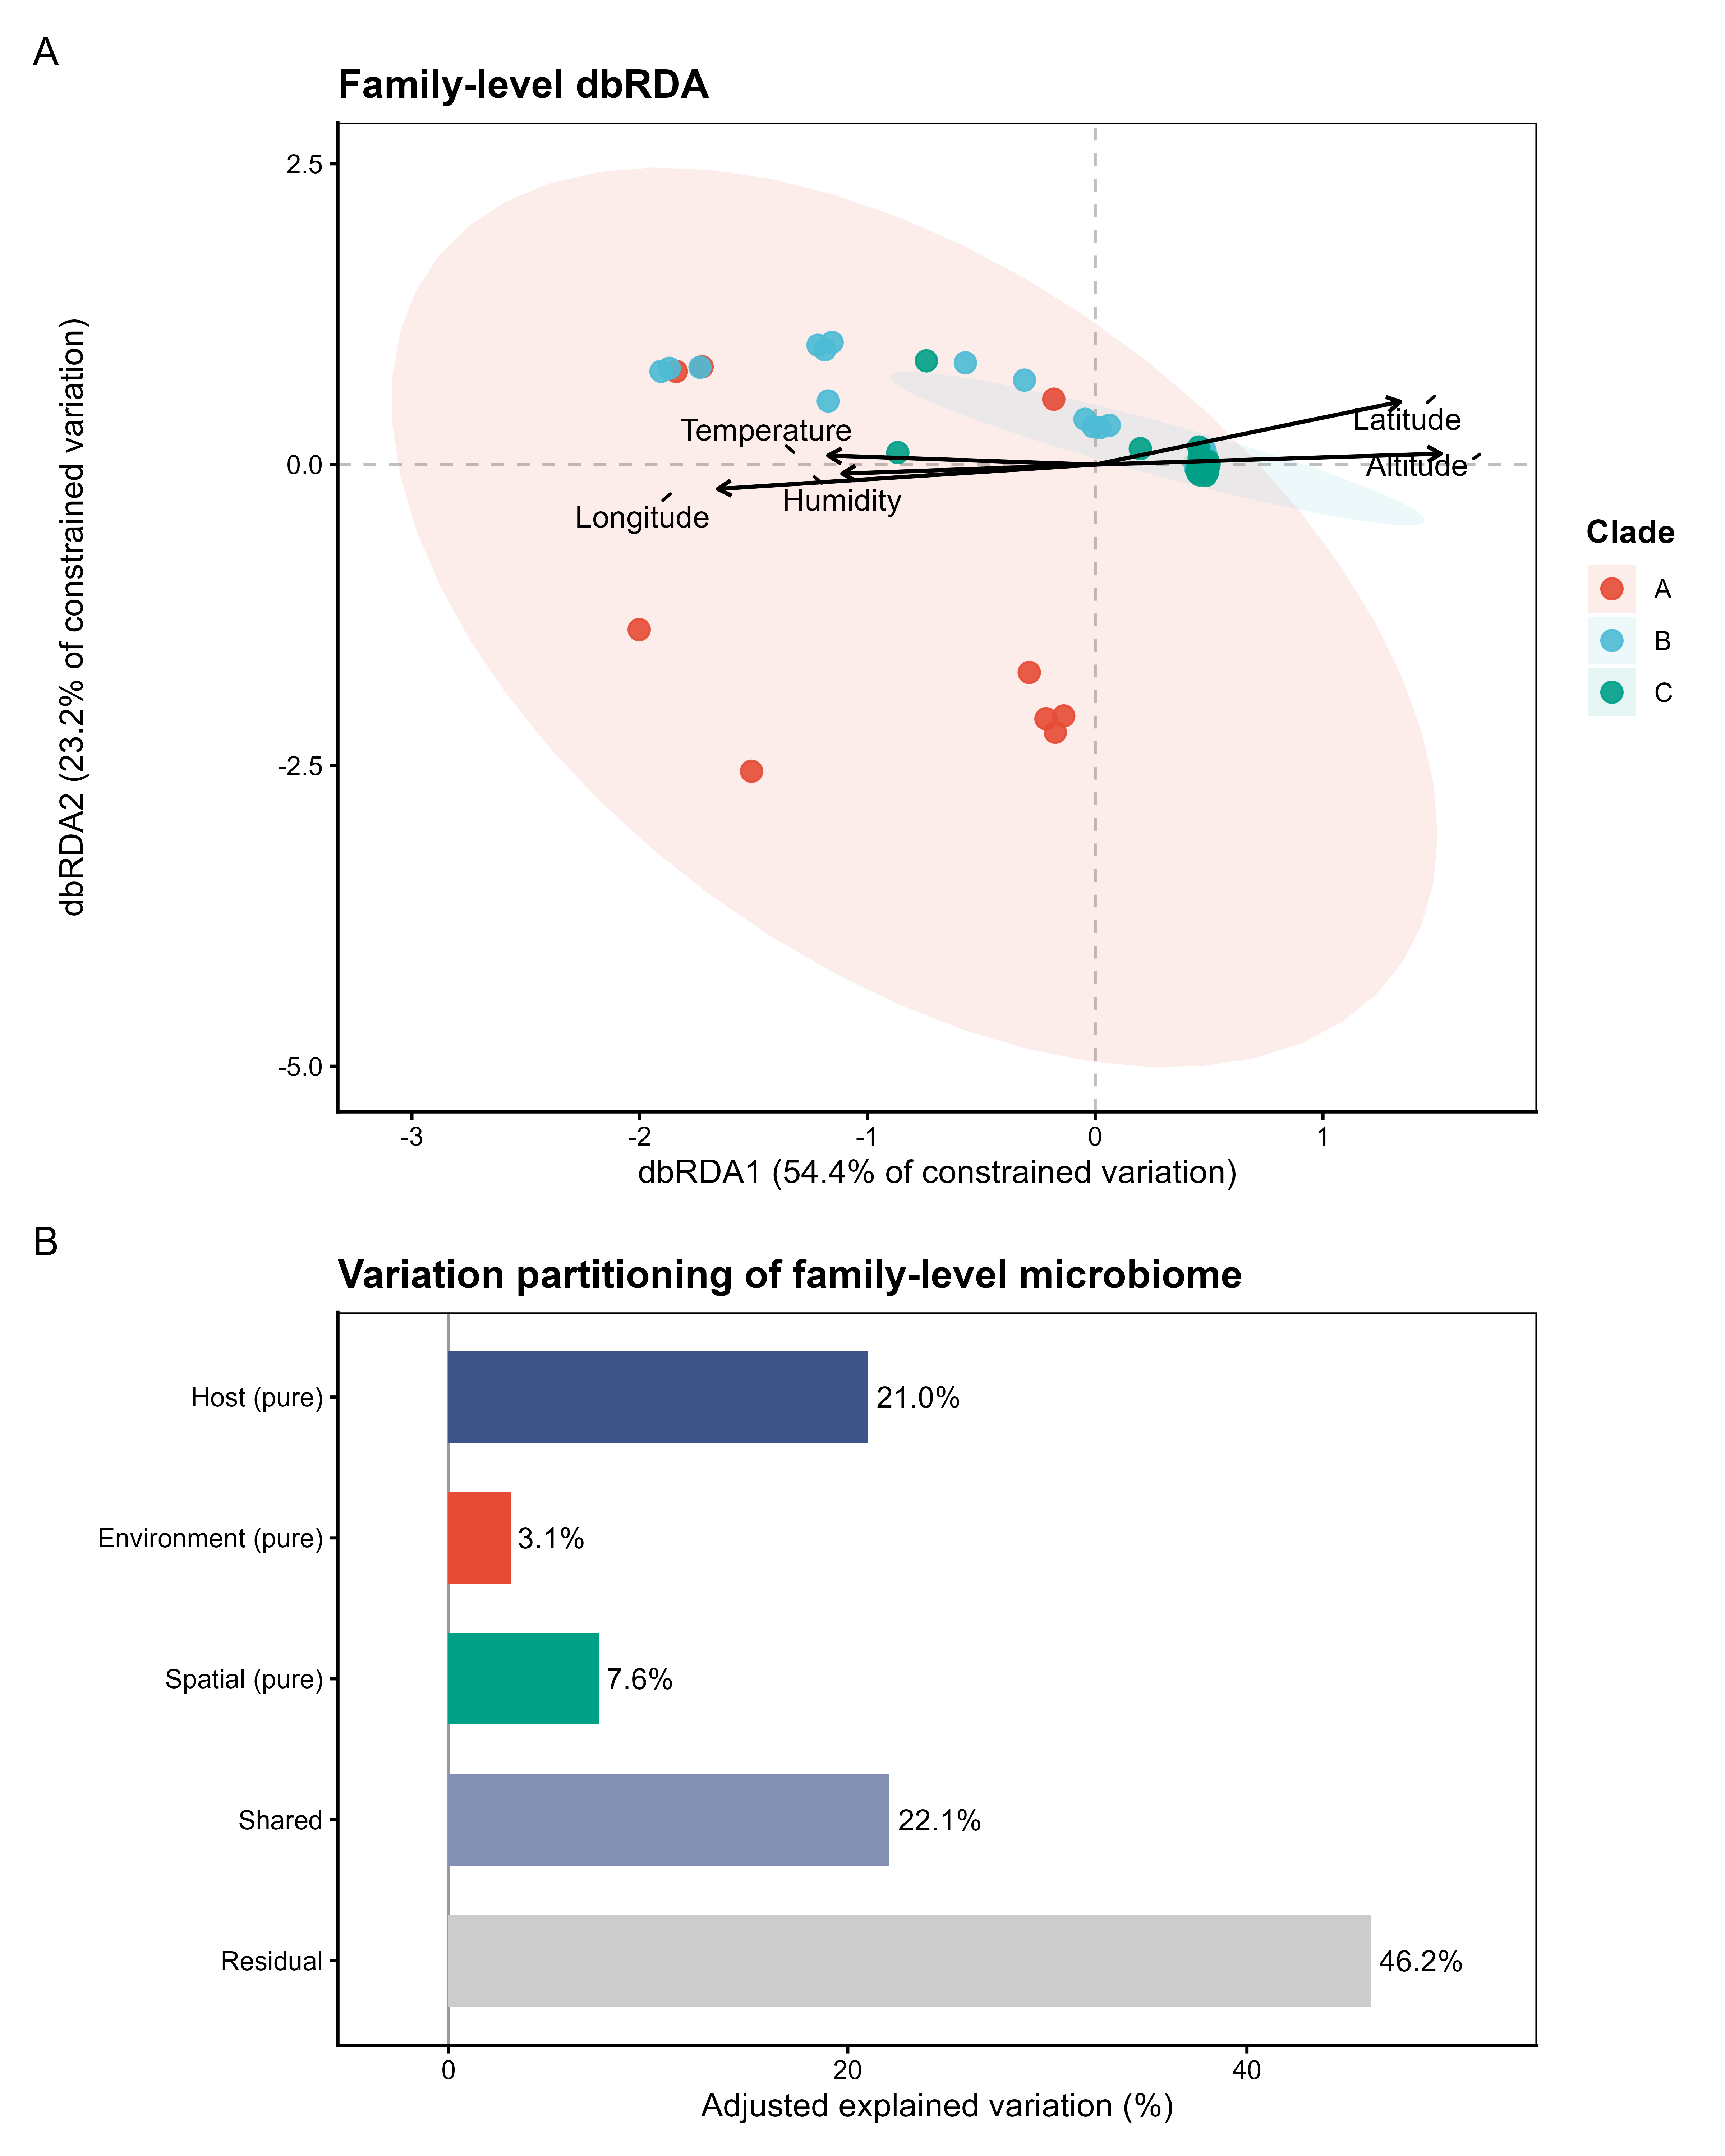 A
Family-level dbRDA
dbRDA2 (23.2% of constrained variation)
2.5
0.0
-2.5
-5.0
Temperature
Humidity
Longitude
Latitude
Altitude
-3
-2
-1
0
1
dbRDA1 (54.4% of constrained variation)
Clade
A
B
C
B
Variation partitioning of family-level microbiome
Host (pure)
21.0%
Environment (pure)
3.1%
Spatial (pure)
7.6%
Shared
22.1%
Residual
46.2%
0
20
40
Adjusted explained variation (%)